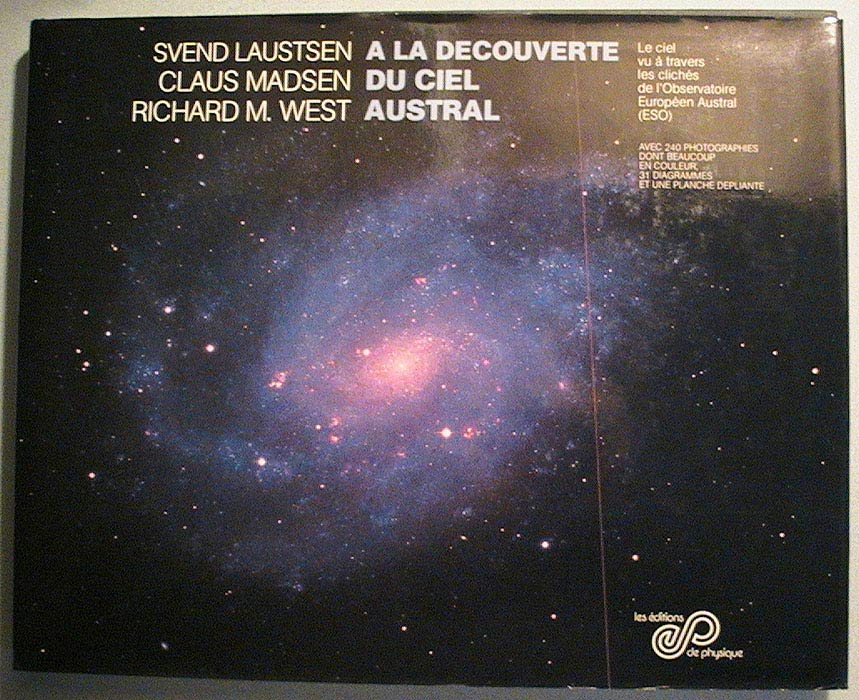 SVEND LAUSTSEN A LA DECOUVERTE
CLAUS MADSEN DU CIEL
RICHARD M. WEST AUSTRAL
Le ciel
vu à travers
les clichés
de l'Observatoire
Européen Austral
(ESO)
AVEC 240 PHOTOGRAPHIES
DONT BEAUCOUP
EN COULEUR,
31 DIAGRAMMES
ET UNE PLANCHE DEPLIANTE
les éditions
de physique